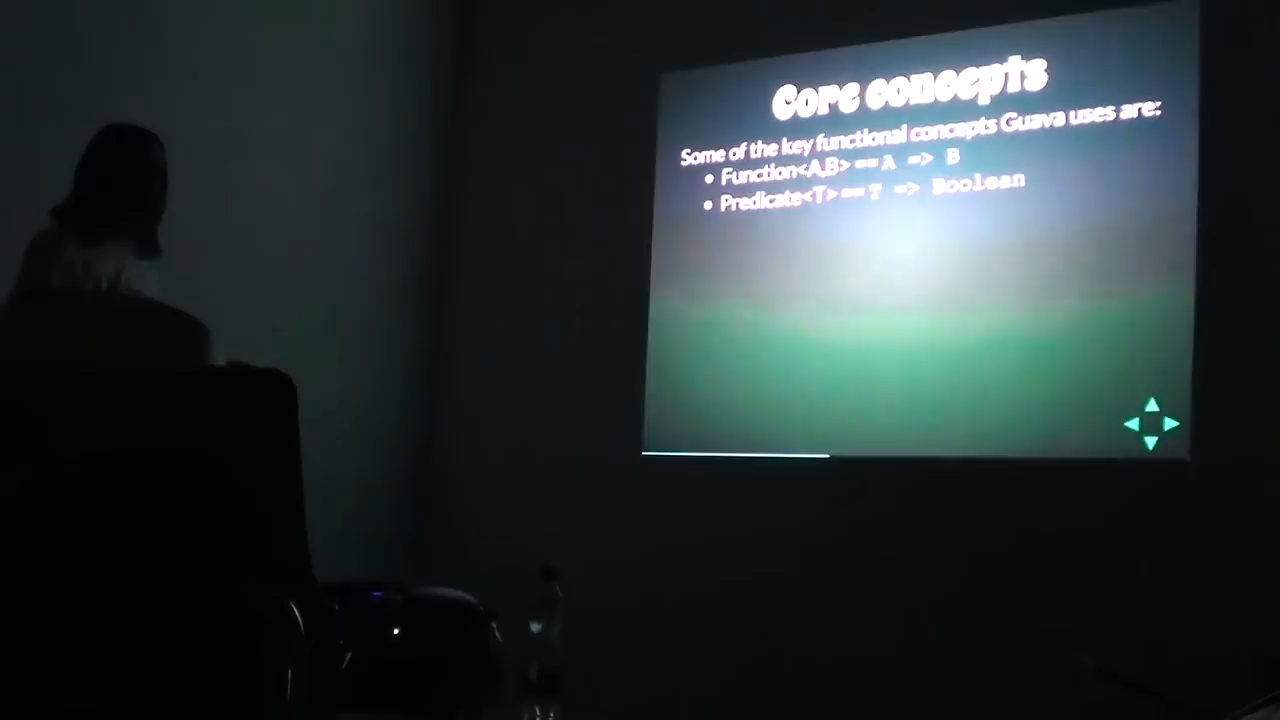 Core concepts
Some of the key functional concepts Guava uses are:
• Function<A,B> == A => B
• Predicate<T> == T => Boolean